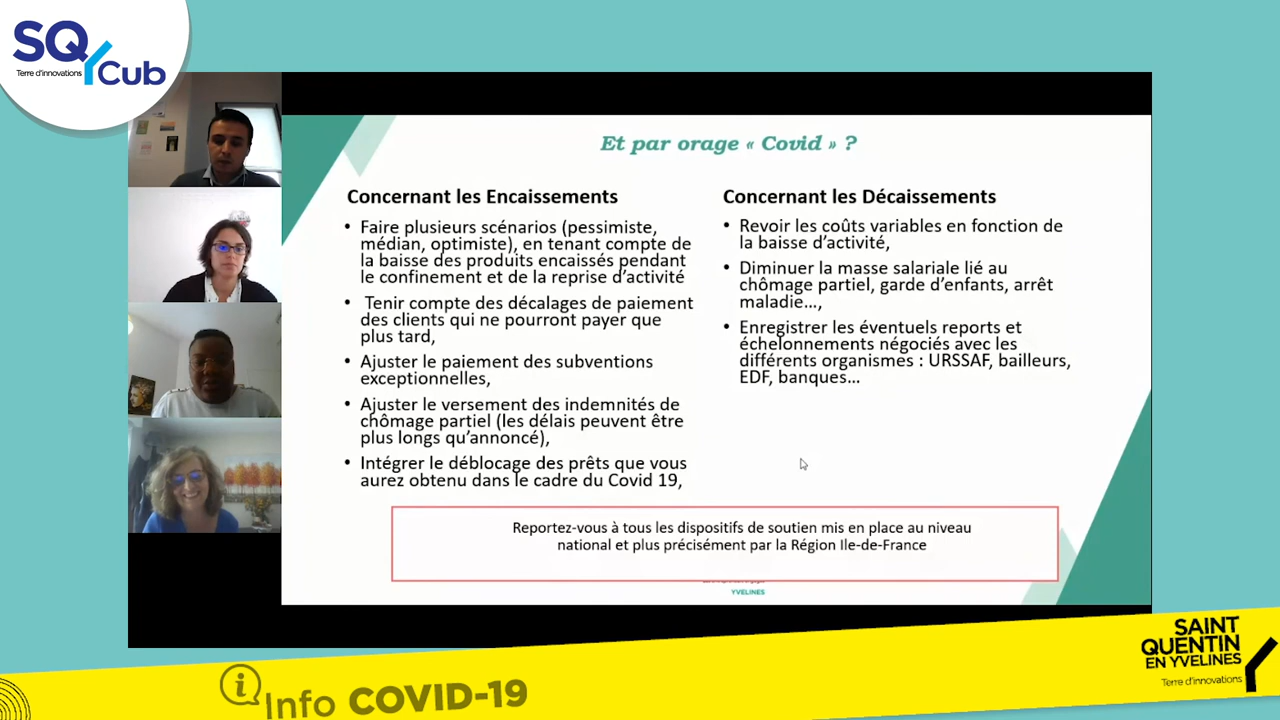 SQY Cub
Terre d'innovations
Et par orage « Covid » ?
Concernant les Encaissements
• Faire plusieurs scénarios (pessimiste,
médian, optimiste), en tenant compte de
la baisse des produits encaissés pendant
le confinement et de la reprise d'activité
• Tenir compte des décalages de paiement
des clients qui ne pourront payer que
plus tard,
• Ajuster le paiement des subventions
exceptionnelles,
• Ajuster le versement des indemnités de
chômage partiel (les délais peuvent être
plus longs qu'annoncé),
• Intégrer le déblocage des prêts que vous
aurez obtenu dans le cadre du Covid 19,
Concernant les Décaissements
• Revoir les coûts variables en fonction de
la baisse d'activité,
• Diminuer la masse salariale lié au
chômage partiel, garde d'enfants, arrêt
maladie...,
• Enregistrer les éventuels reports et
échelonnements négociés avec les
différents organismes : URSSAF, bailleurs,
EDF, banques...
Reportez-vous à tous les dispositifs de soutien mis en place au niveau
national et plus précisément par la Région Ile-de-France
YVELINES
i Info COVID-19
SAINT
QUENTIN
EN YVELINES
Terre d'innovations